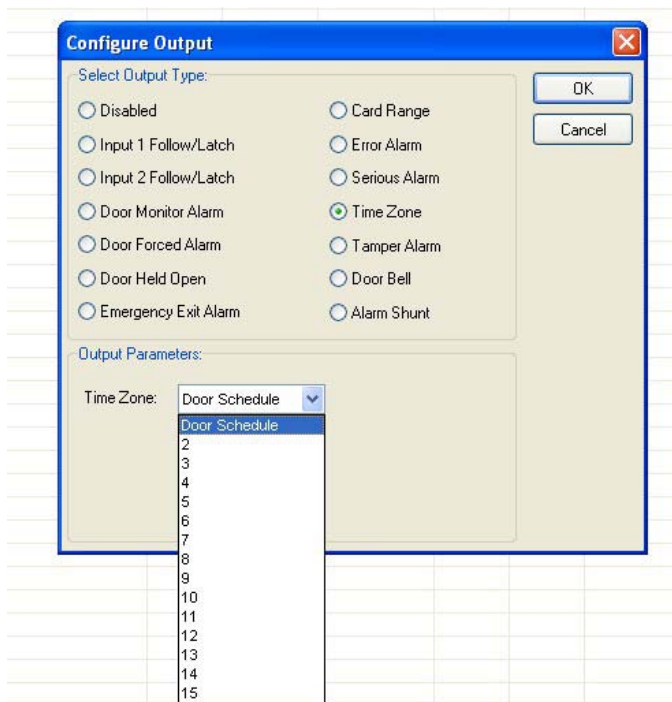 Configure Output
Select Output Type:
OK
Cancel
Disabled
Input 1 Follow/Latch
Input 2 Follow/Latch
Door Monitor Alarm
Door Forced Alarm
Door Held Open
Emergency Exit Alarm
Card Range
Error Alarm
Serious Alarm
Time Zone
Tamper Alarm
Door Bell
Alarm Shunt
Output Parameters:
Time Zone: Door Schedule
Door Schedule
2
3
4
5
6
7
8
9
10
11
12
13
14
15